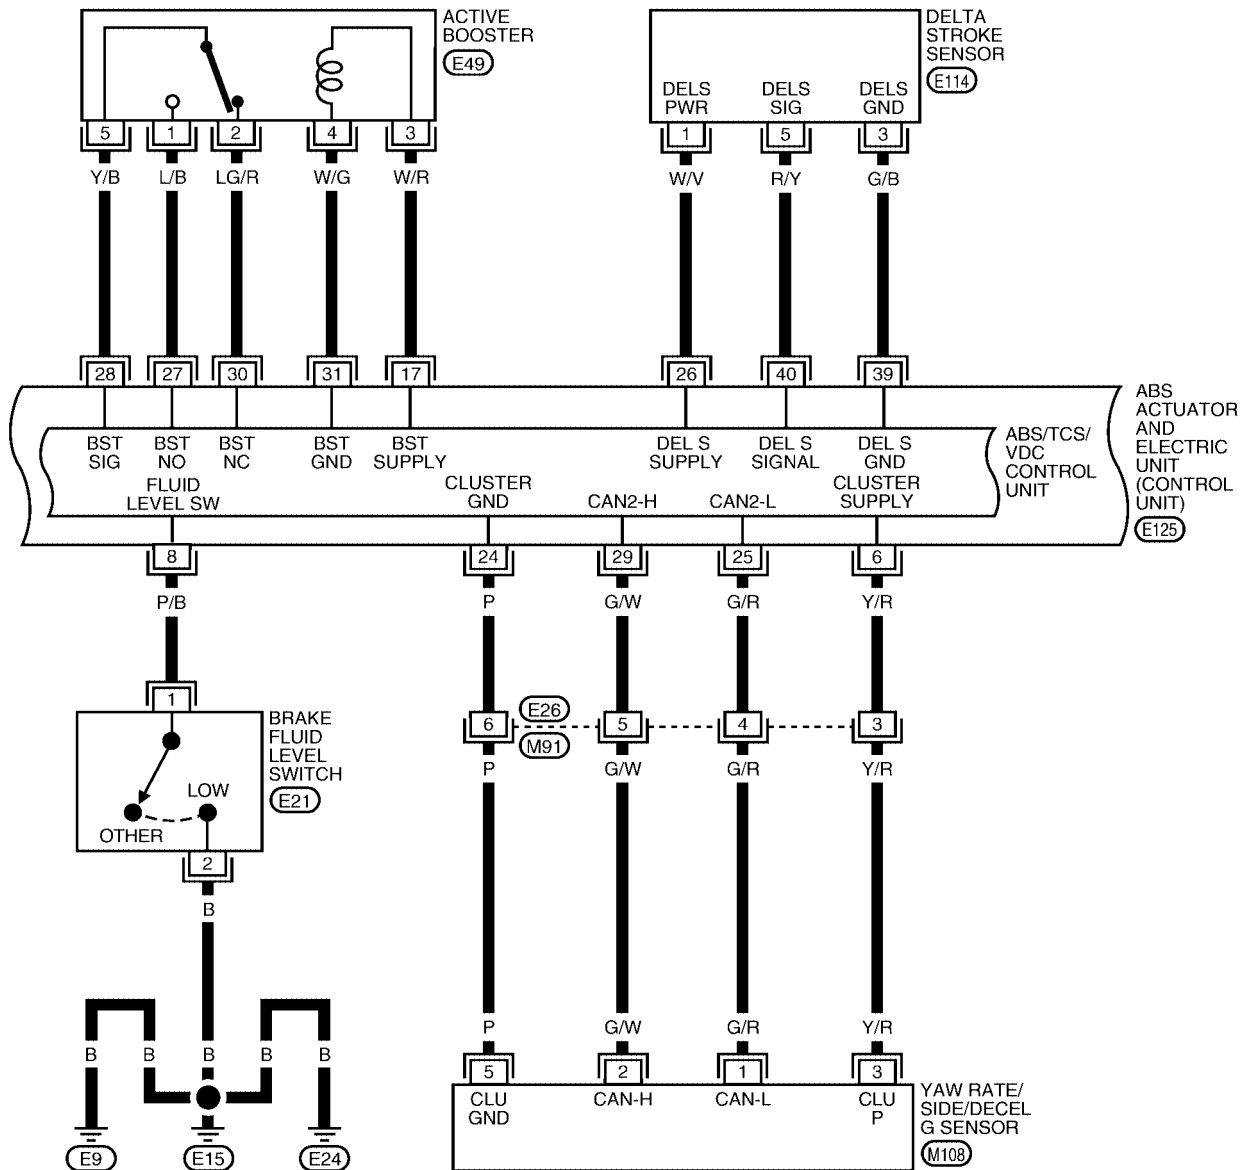 ACTIVE
BOOSTER
E49
DELTA
STROKE
SENSOR
E114
DELS
PWR
DELS
SIG
DELS
GND
5 1 2 4 3
1 5 3
Y/B L/B LG/R W/G W/R
W/V R/Y G/B
28 27 30 31 17
26 40 39
BST
SIG
BST
NO
BST
NC
BST
GND
BST
SUPPLY
DEL S
SUPPLY
DEL S
SIGNAL
DEL S
GND
FLUID
LEVEL SW
CLUSTER
GND
CAN2-H
CAN2-L
CLUSTER
SUPPLY
ABS/TCS/
VDC
CONTROL
UNIT
ABS
ACTUATOR
AND
ELECTRIC
UNIT
(CONTROL
UNIT)
E125
8 24 29 25 6
P/B P G/W G/R Y/R
1
BRAKE
FLUID
LEVEL
SWITCH
E21
LOW
OTHER
2
6 E26 5 4 3
M91
P G/W G/R Y/R
B
P G/W G/R Y/R
B B B B B
5 2 1 3
CLU
GND
CAN-H
CAN-L
CLU
P
YAW RATE/
SIDE/DECEL
G SENSOR
M108
E9 E15 E24